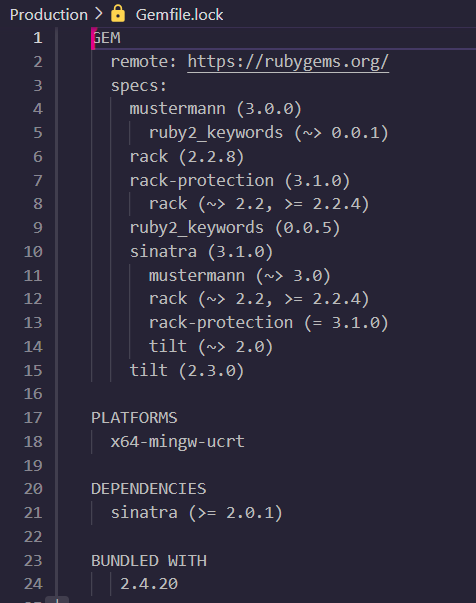 Production > Gemfile.lock
1 GEM
2   remote: https://rubygems.org/
3   specs:
4     mustermann (3.0.0)
5       ruby2_keywords (~> 0.0.1)
6     rack (2.2.8)
7     rack-protection (3.1.0)
8       rack (~> 2.2, >= 2.2.4)
9     ruby2_keywords (0.0.5)
10     sinatra (3.1.0)
11       mustermann (~> 3.0)
12       rack (~> 2.2, >= 2.2.4)
13       rack-protection (= 3.1.0)
14       tilt (~> 2.0)
15     tilt (2.3.0)
16
17 PLATFORMS
18   x64-mingw-ucrt
19
20 DEPENDENCIES
21   sinatra (>= 2.0.1)
22
23 BUNDLED WITH
24    2.4.20